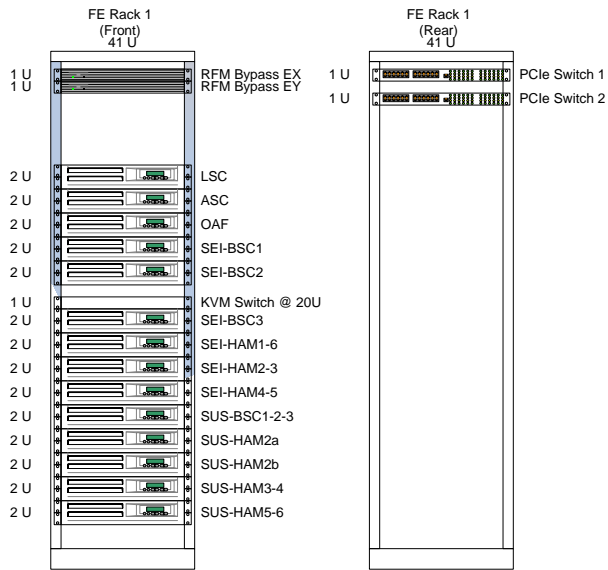 FE Rack 1
(Front)
41 U
1 U RFM Bypass EX
1 U RFM Bypass EY
2 U LSC
2 U ASC
2 U OAF
2 U SEI-BSC1
2 U SEI-BSC2
1 U KVM Switch @ 20U
2 U SEI-BSC3
2 U SEI-HAM1-6
2 U SEI-HAM2-3
2 U SEI-HAM4-5
2 U SUS-BSC1-2-3
2 U SUS-HAM2a
2 U SUS-HAM2b
2 U SUS-HAM3-4
2 U SUS-HAM5-6
FE Rack 1
(Rear)
41 U
1 U PCIe Switch 1
1 U PCIe Switch 2